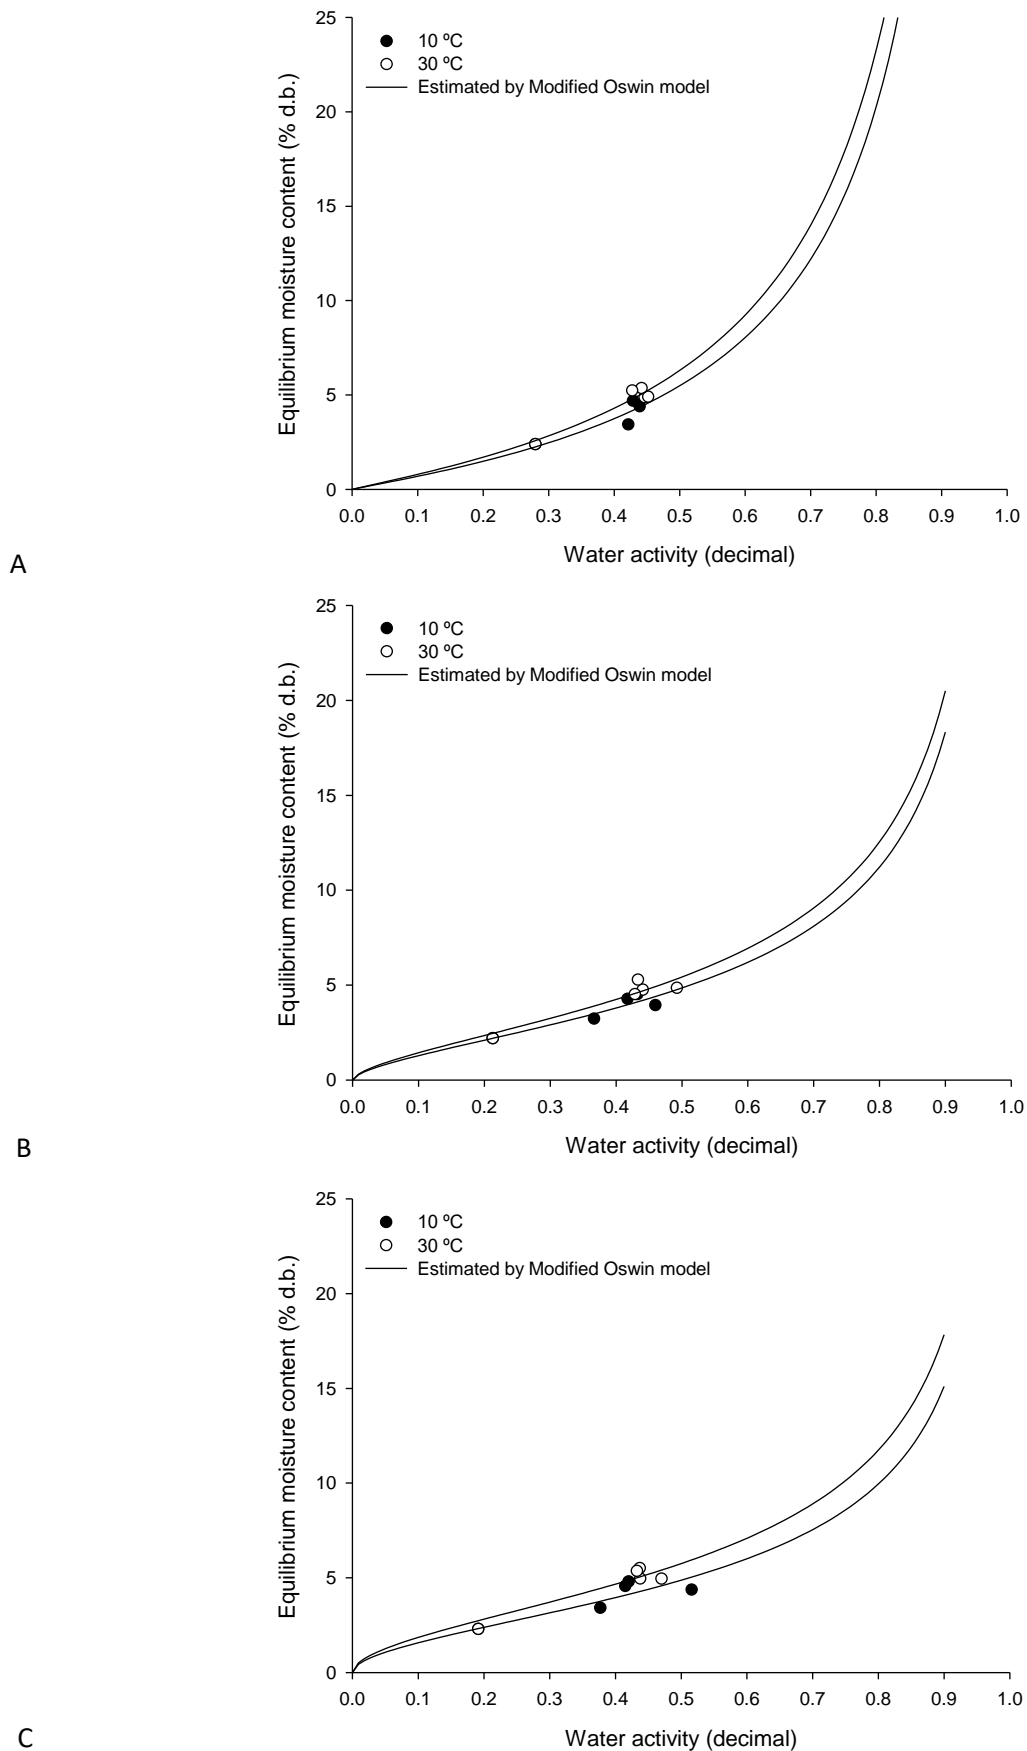 25
20
15
10
5
0
Equilibrium moisture content (% d.b.)
10 ºC
30 ºC
Estimated by Modified Oswin model
0.0 0.1 0.2 0.3 0.4 0.5 0.6 0.7 0.8 0.9 1.0
Water activity (decimal)
A
25
20
15
10
5
0
Equilibrium moisture content (% d.b.)
10 ºC
30 ºC
Estimated by Modified Oswin model
0.0 0.1 0.2 0.3 0.4 0.5 0.6 0.7 0.8 0.9 1.0
Water activity (decimal)
B
25
20
15
10
5
0
Equilibrium moisture content (% d.b.)
10 ºC
30 ºC
Estimated by Modified Oswin model
0.0 0.1 0.2 0.3 0.4 0.5 0.6 0.7 0.8 0.9 1.0
Water activity (decimal)
C